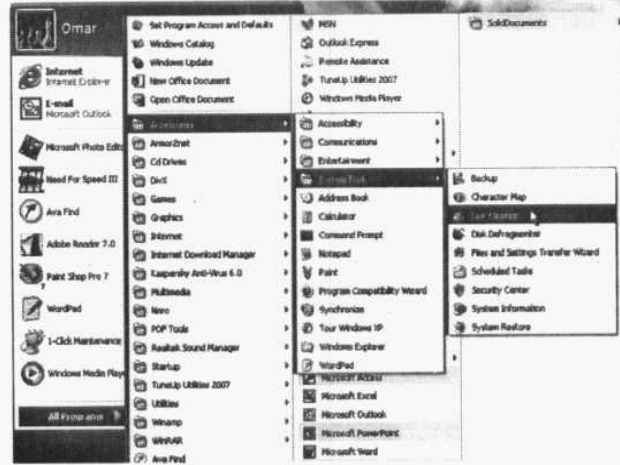 Omar
Internet
Internet Explorer
E-mail
Microsoft Outlook
Microsoft Photo Edito
Need For Speed III
Ava Find
Adobe Reader 7.0
Paint Shop Pro 7
WordPad
1-Click Maintenance
Windows Media Playe
All Programs
Set Program Access and Defaults
Windows Catalog
Windows Update
New Office Document
Open Office Document
Accessories
ArmorZnet
Cd Drives
DivX
Games
Graphics
Internet
Internet Download Manager
Kaspersky Anti-Virus 6.0
Multimedia
Nero
PDF Tools
Realtek Sound Manager
Startup
TuneUp Utilities 2007
Utilities
Winamp
WinRAR
Ava Find
MSN
Outlook Express
Remote Assistance
TuneUp Utilities 2007
Windows Media Player
Accessibility
Communications
Entertainment
System Tools
Address Book
Calculator
Command Prompt
Notepad
Paint
Program Compatibility Wizard
Synchronize
Tour Windows XP
Windows Explorer
WordPad
Microsoft Access
Microsoft Excel
Microsoft Outlook
Microsoft PowerPoint
Microsoft Word
SolidDocuments
Backup
Character Map
Disk Cleanup
Disk Defragmenter
Files and Settings Transfer Wizard
Scheduled Tasks
Security Center
System Information
System Restore